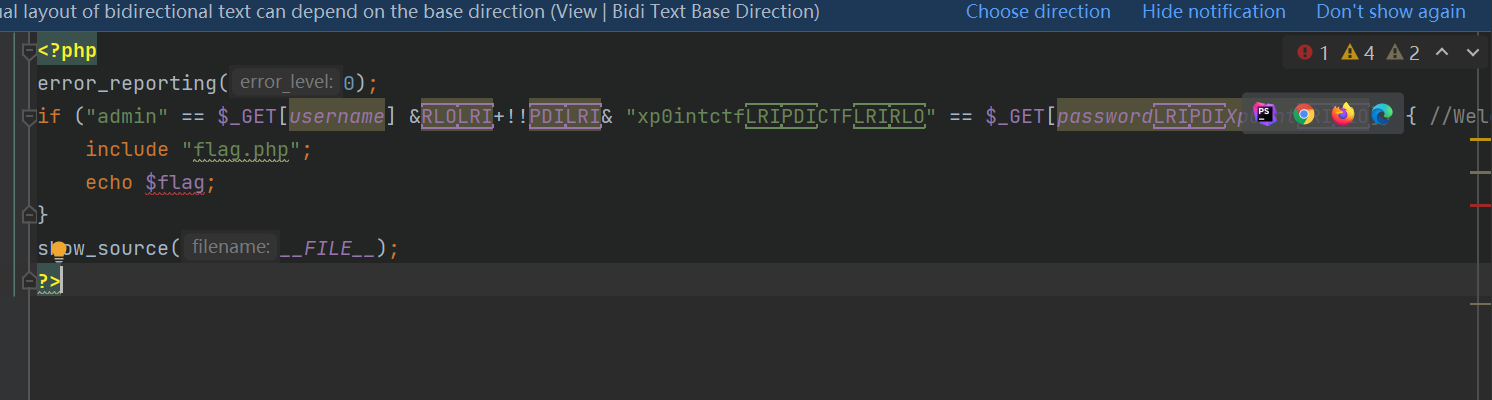 ual layout of bidirectional text can depend on the base direction (View | Bidi Text Base Direction) Choose direction Hide notification Don't show again
<?php
1 4 2
error_reporting( error_level: 0);
if ("admin" == $_GET[username] &RLOLRI+!!PDILRI& "xp0intctfLRIPDICTFLRIRLO" == $_GET[passwordLRIPDIXp { //Wel
include "flag.php";
echo $flag;
}
show_source( filename: __FILE__);
?>